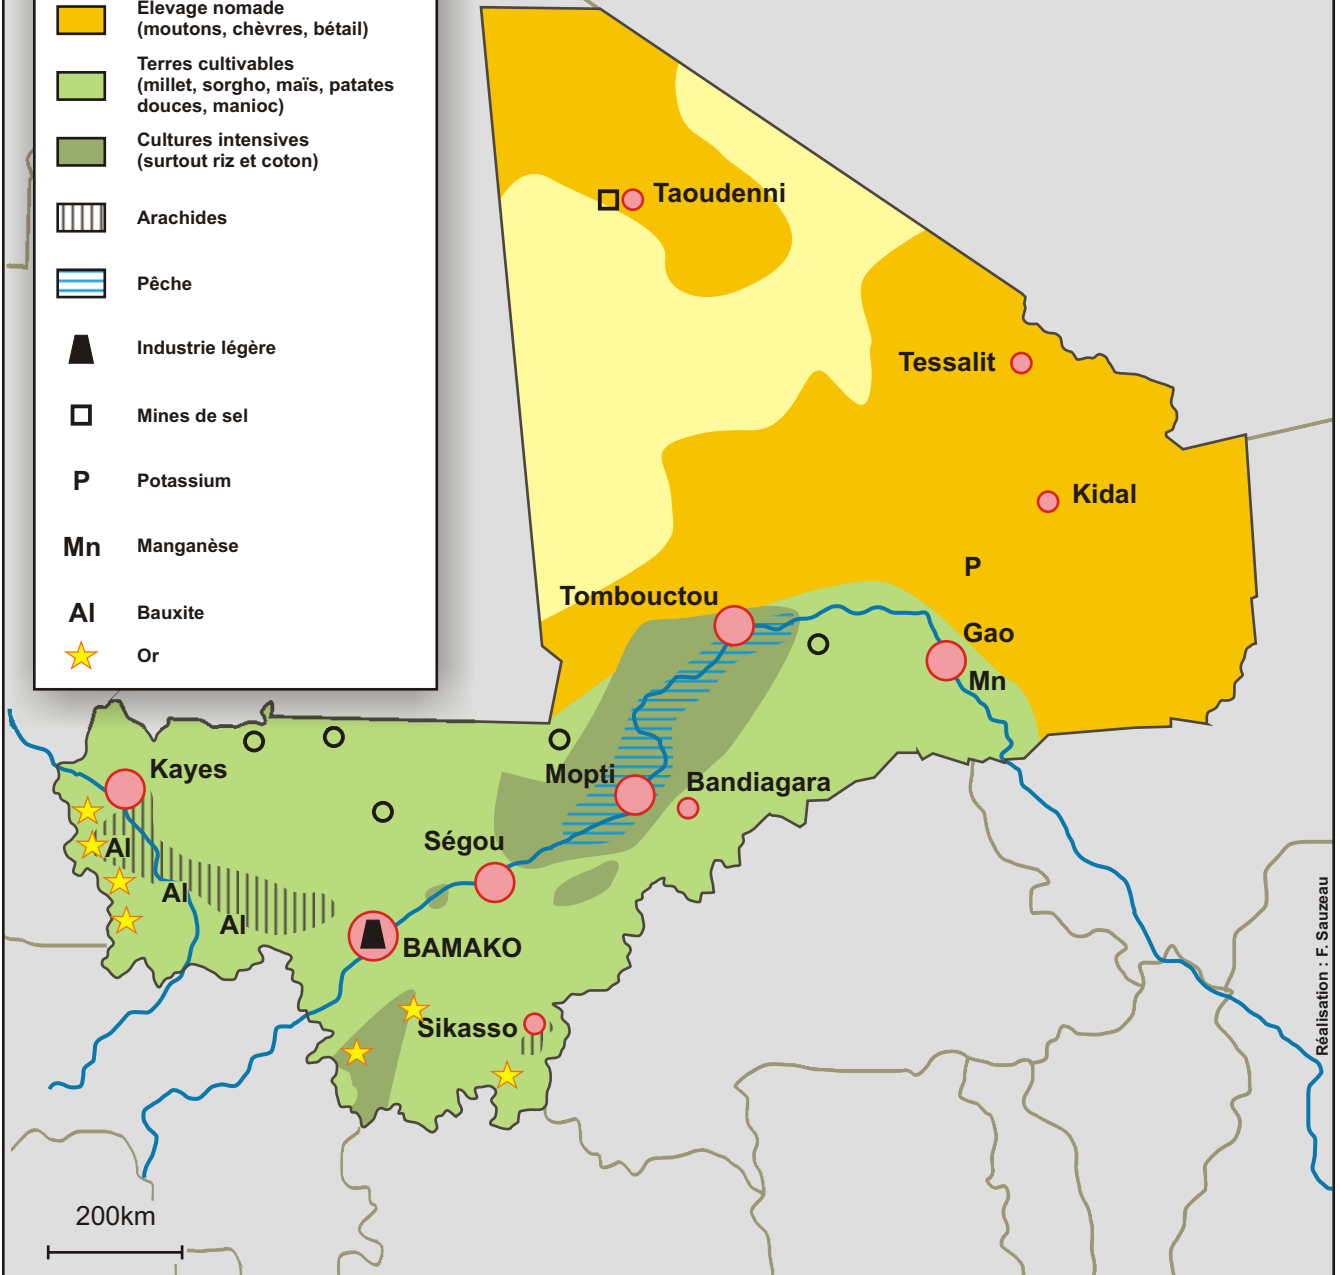 Elevage nomade
(moutons, chèvres, bétail)
Terres cultivables
(millet, sorgho, maïs, patates
douces, manioc)
Cultures intensives
(surtout riz et coton)
Arachides
Pêche
Industrie légère
Mines de sel
P Potassium
Mn Manganèse
Al Bauxite
Or
Taoudenni
Tessalit
Kidal
P
Tombouctou
Gao
Mn
Kayes
Mopti
Bandiagara
Ségou
Al
Al
Al
BAMAKO
Sikasso
200km
Réalisation : F. Sauzeau